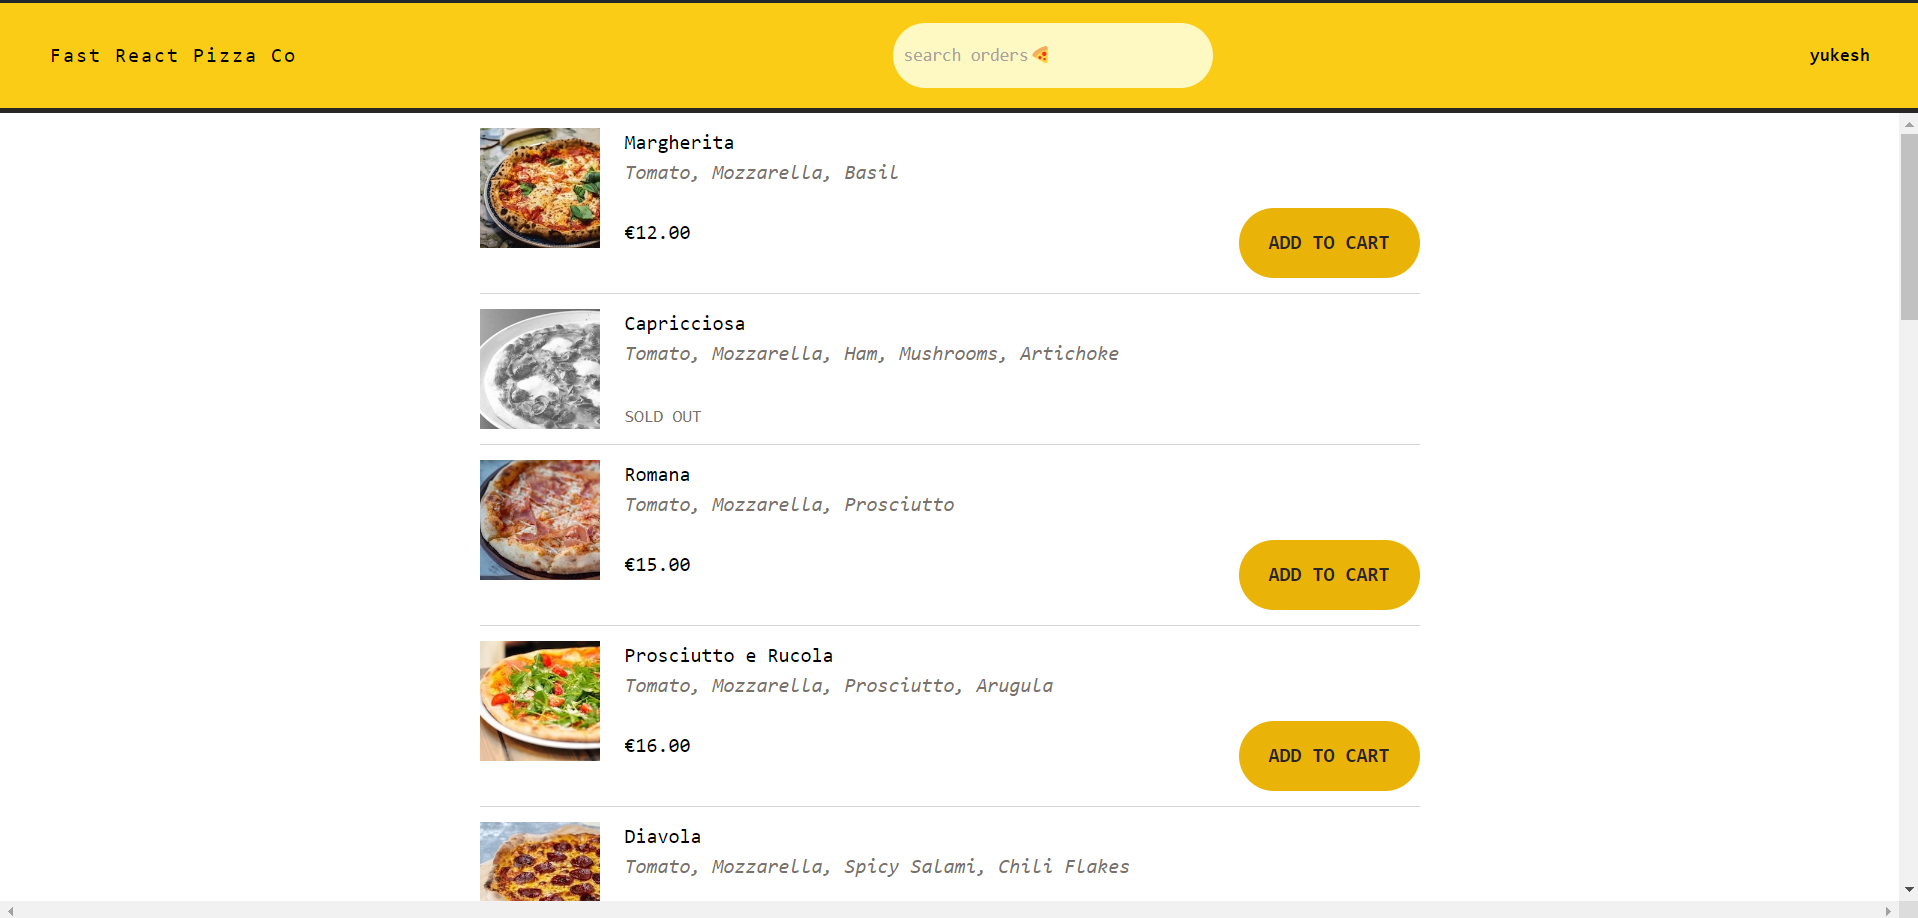 Fast React Pizza Co
search orders🍕
yukesh
Margherita
Tomato, Mozzarella, Basil
€12.00
ADD TO CART
Capricciosa
Tomato, Mozzarella, Ham, Mushrooms, Artichoke
SOLD OUT
Romana
Tomato, Mozzarella, Prosciutto
€15.00
ADD TO CART
Prosciutto e Rucola
Tomato, Mozzarella, Prosciutto, Arugula
€16.00
ADD TO CART
Diavola
Tomato, Mozzarella, Spicy Salami, Chili Flakes